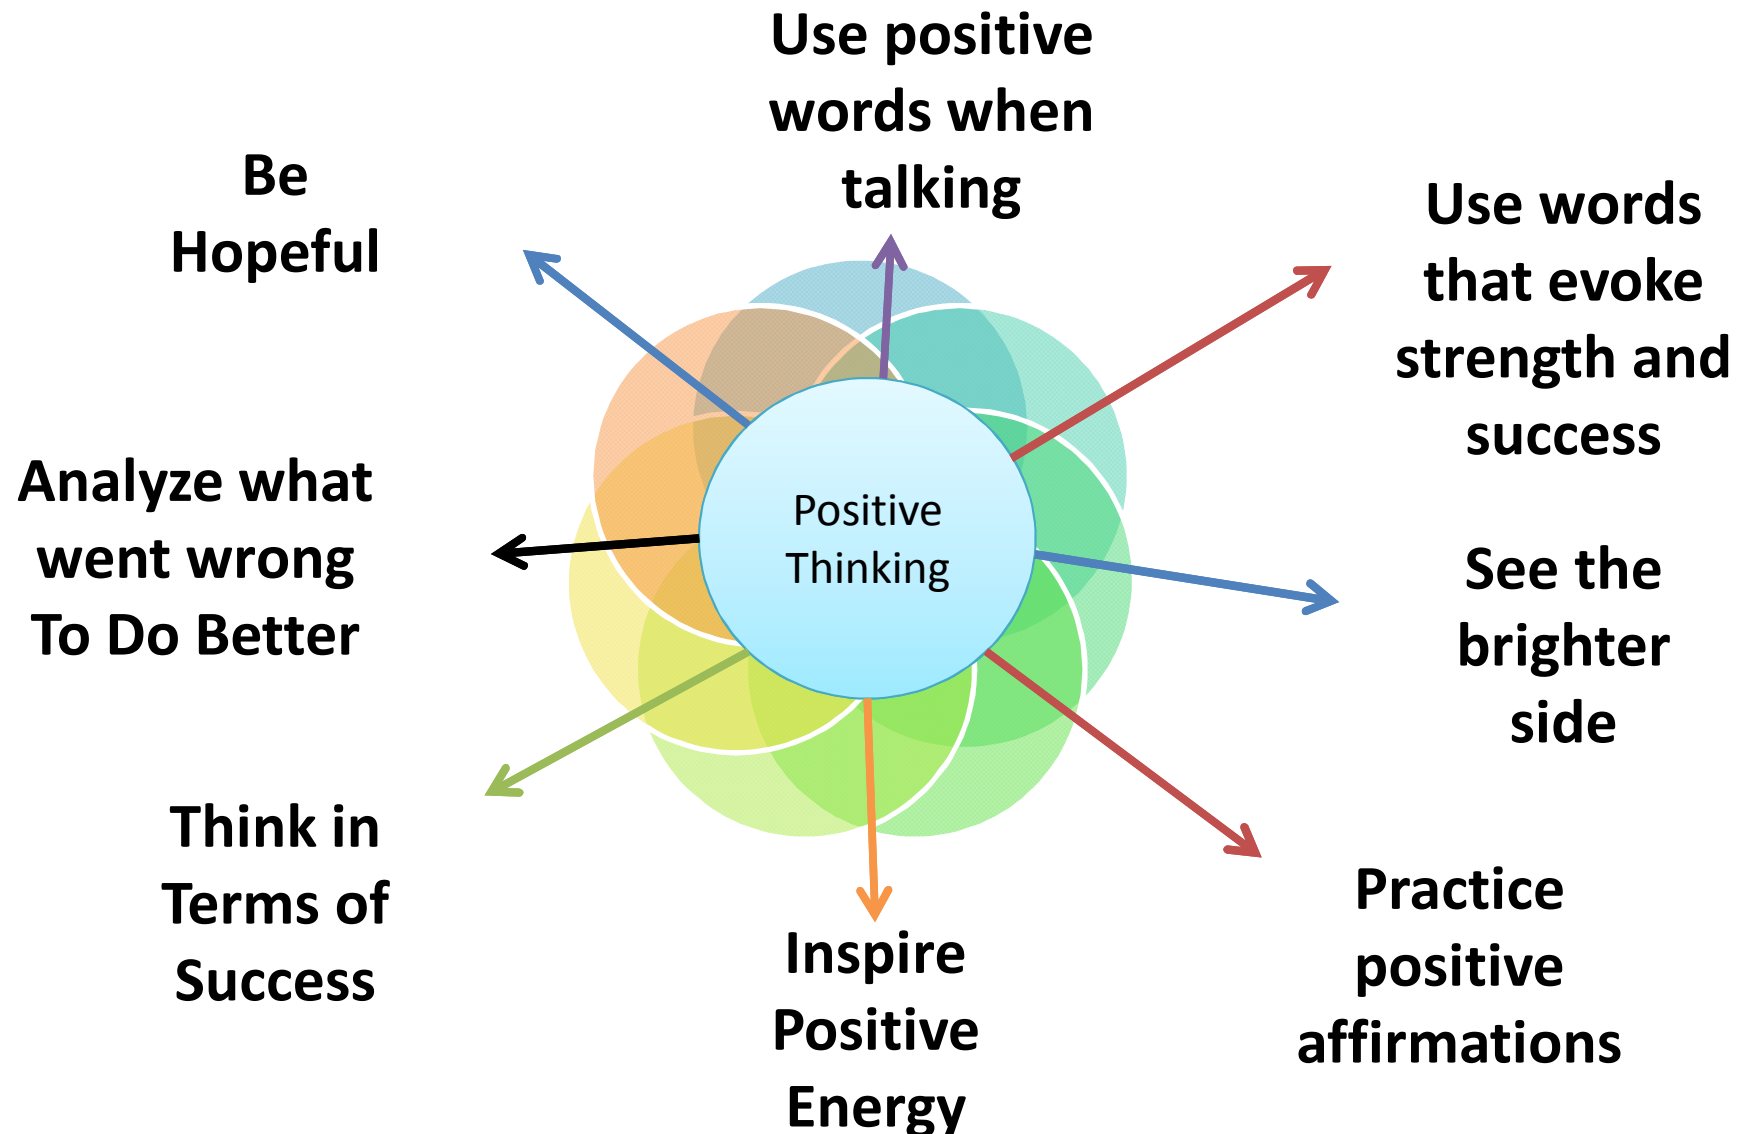 Use positive
words when
talking
Be
Hopeful
Use words
that evoke
strength and
success
Analyze what
went wrong
To Do Better
Positive
Thinking
See the
brighter
side
Think in
Terms of
Success
Practice
positive
affirmations
Inspire
Positive
Energy